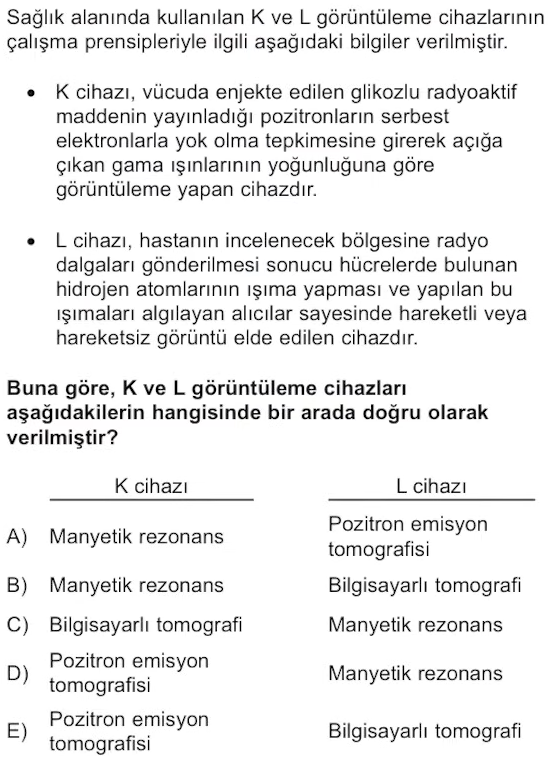 Sağlık alanında kullanılan K ve L görüntüleme cihazlarının
çalışma prensipleriyle ilgili aşağıdaki bilgiler verilmiştir.
• K cihazı, vücuda enjekte edilen glikozlu radyoaktif
maddenin yayınladığı pozitronların serbest
elektronlarla yok olma tepkimesine girerek açığa
çıkan gama ışınlarının yoğunluğuna göre
görüntüleme yapan cihazdır.
• L cihazı, hastanın incelenecek bölgesine radyo
dalgaları gönderilmesi sonucu hücrelerde bulunan
hidrojen atomlarının ışıma yapması ve yapılan bu
ışımaları algılayan alıcılar sayesinde hareketli veya
hareketsiz görüntü elde edilen cihazdır.
Buna göre, K ve L görüntüleme cihazları
aşağıdakilerin hangisinde bir arada doğru olarak
verilmiştir?
K cihazı L cihazı
A) Manyetik rezonans Pozitron emisyon
tomografisi
B) Manyetik rezonans Bilgisayarlı tomografi
C) Bilgisayarlı tomografi Manyetik rezonans
D) Pozitron emisyon
tomografisi Manyetik rezonans
E) Pozitron emisyon
tomografisi Bilgisayarlı tomografi